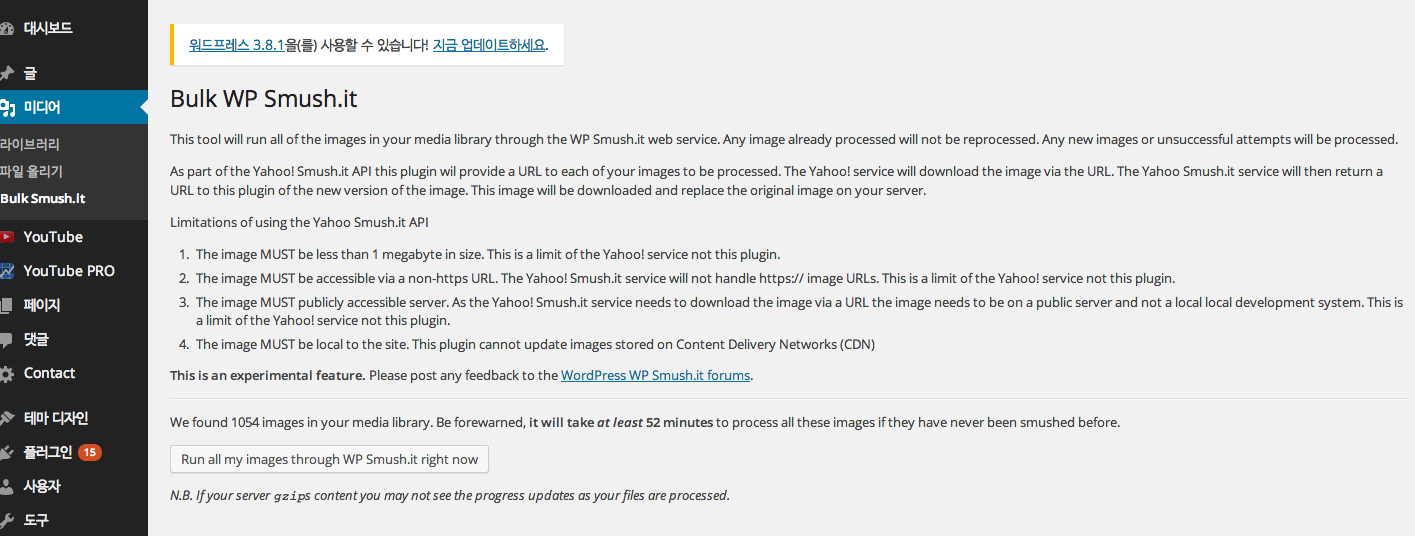 대시보드
글
미디어
라이브러리
파일 올리기
Bulk Smush.it
YouTube
YouTube PRO
페이지
댓글
Contact
테마 디자인
플러그인 15
사용자
도구
워드프레스 3.8.1을(를) 사용할 수 있습니다! 지금 업데이트하세요.
Bulk WP Smush.it
This tool will run all of the images in your media library through the WP Smush.it web service. Any image already processed will not be reprocessed. Any new images or unsuccessful attempts will be processed.
As part of the Yahoo! Smush.it API this plugin wil provide a URL to each of your images to be processed. The Yahoo! service will download the image via the URL. The Yahoo Smush.it service will then return a
URL to this plugin of the new version of the image. This image will be downloaded and replace the original image on your server.
Limitations of using the Yahoo Smush.it API
1. The image MUST be less than 1 megabyte in size. This is a limit of the Yahoo! service not this plugin.
2. The image MUST be accessible via a non-https URL. The Yahoo! Smush.it service will not handle https:// image URLs. This is a limit of the Yahoo! service not this plugin.
3. The image MUST publicly accessible server. As the Yahoo! Smush.it service needs to download the image via a URL the image needs to be on a public server and not a local local development system. This is
a limit of the Yahoo! service not this plugin.
4. The image MUST be local to the site. This plugin cannot update images stored on Content Delivery Networks (CDN)
This is an experimental feature. Please post any feedback to the WordPress WP Smush.it forums.
We found 1054 images in your media library. Be forewarned, it will take at least 52 minutes to process all these images if they have never been smushed before.
Run all my images through WP Smush.it right now
N.B. If your server gzips content you may not see the progress updates as your files are processed.